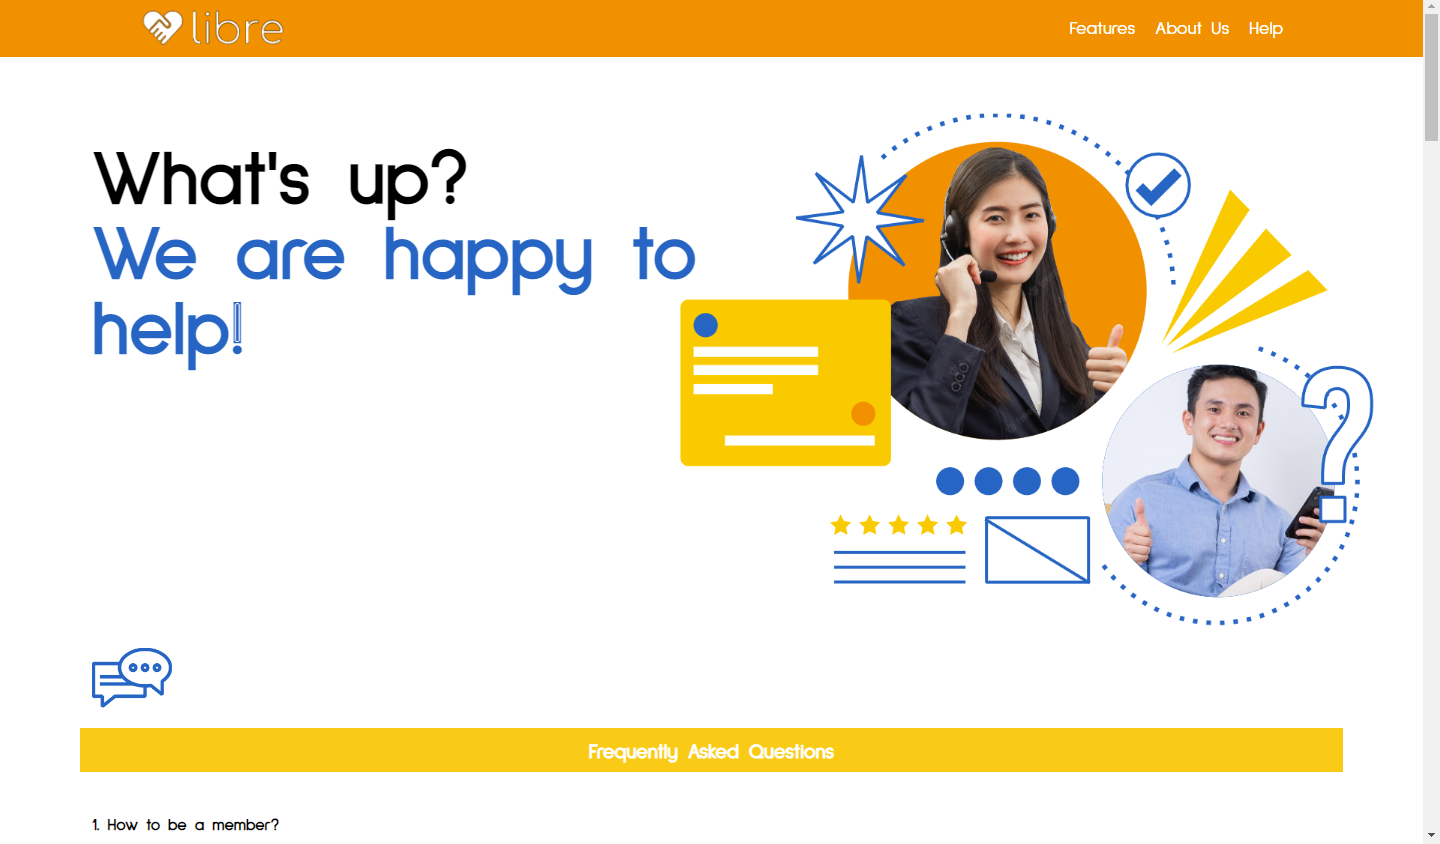 libre
Features About Us Help
What's up?
We are happy to
help!
?
Frequently Asked Questions
1. How to be a member?